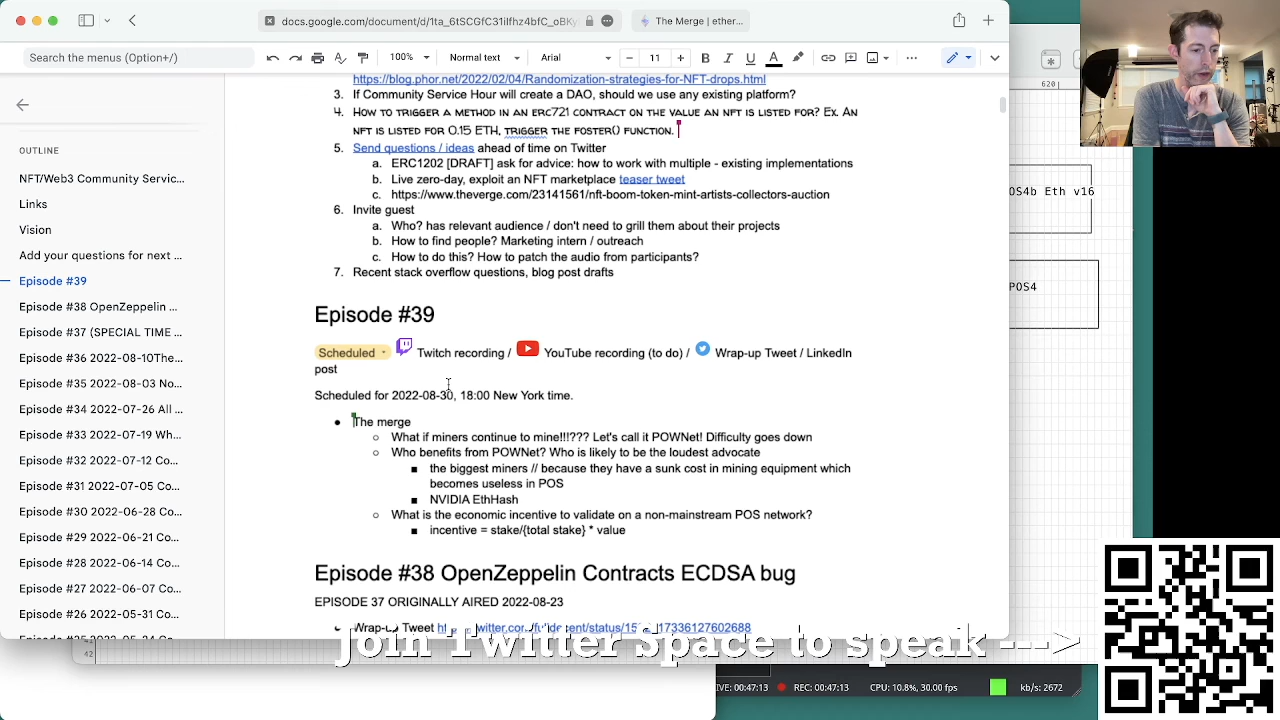 docs.google.com/document/d/1ta_6tSCGfC31lifhz4bfC_oBKy
The Merge | ether...
Search the menus (Option+/)
100%
Normal text
Arial
11
B I U A
620
OUTLINE
NFT/Web3 Community Servic...
Links
Vision
Add your questions for next ...
Episode #39
Episode #38 OpenZeppelin ...
Episode #37 (SPECIAL TIME ...
Episode #36 2022-08-10The...
Episode #35 2022-08-03 No...
Episode #34 2022-07-26 All ...
Episode #33 2022-07-19 Wh...
Episode #32 2022-07-12 Co...
Episode #31 2022-07-05 Co...
Episode #30 2022-06-28 Co...
Episode #29 2022-06-21 Co...
Episode #28 2022-06-14 Co...
Episode #27 2022-06-07 Co...
Episode #26 2022-05-31 Co...
https://blog.phor.net/2022/02/04/Randomization-strategies-for-NFT-drops.html
3. If Community Service Hour will create a DAO, should we use any existing platform?
4. How to trigger a method in an erc721 contract on the value an nft is listed for? Ex. An
nft is listed for 0.15 ETH, trigger the foster() function.
Send questions / ideas ahead of time on Twitter
a. ERC1202 [DRAFT] ask for advice: how to work with multiple - existing implementations
b. Live zero-day, exploit an NFT marketplace teaser tweet
c. https://www.theverge.com/23141561/nft-boom-token-mint-artists-collectors-auction
6. Invite guest
a. Who? has relevant audience / don't need to grill them about their projects
b. How to find people? Marketing intern / outreach
c. How to do this? How to patch the audio from participants?
7. Recent stack overflow questions, blog post drafts
Episode #39
Scheduled Twitch recording / YouTube recording (to do) / Wrap-up Tweet / LinkedIn
post
Scheduled for 2022-08-30, 18:00 New York time.
● The merge
○ What if miners continue to mine!!!??? Let's call it POWNet! Difficulty goes down
○ Who benefits from POWNet? Who is likely to be the loudest advocate
■ the biggest miners // because they have a sunk cost in mining equipment which
becomes useless in POS
■ NVIDIA EthHash
○ What is the economic incentive to validate on a non-mainstream POS network?
■ incentive = stake/{total stake} * value
Episode #38 OpenZeppelin Contracts ECDSA bug
EPISODE 37 ORIGINALLY AIRED 2022-08-23
Wrap-up Tweet
OS4b Eth v16
POS4
join Twitter Space to speak --->
42
IVE: 00:47:13
REC: 00:47:13
CPU: 10.8%, 30.00 fps
kb/s: 2672